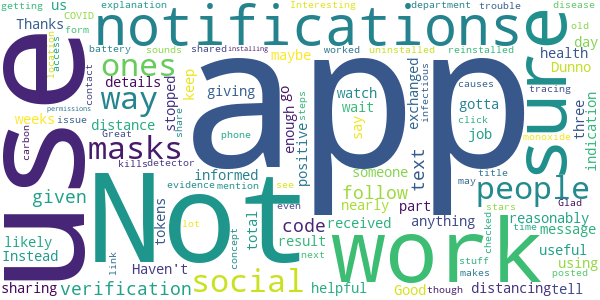 getting us explanation Interesting department trouble
COVID notifications disease
Thanks form battery sounds shared installing uninstalled reinstalled old
use location access ones maybe worked day
contact details keep giving watch exchanged infectious causes health Dunno sure
way stopped go wait gotta tracing three
weeks distance enough say job indication
carbon issue share Great phone steps click monoxide
permissions masks app positive text
kills detector someone title people
given evidence mention informed see follow may
tokens even nearly part anything reasonably
likely link Not total code received work stars checked message
Instead Haven't concept result stuff time useful
sharing verification social next though makes Glad using
lot helpful Good distancing posted tell